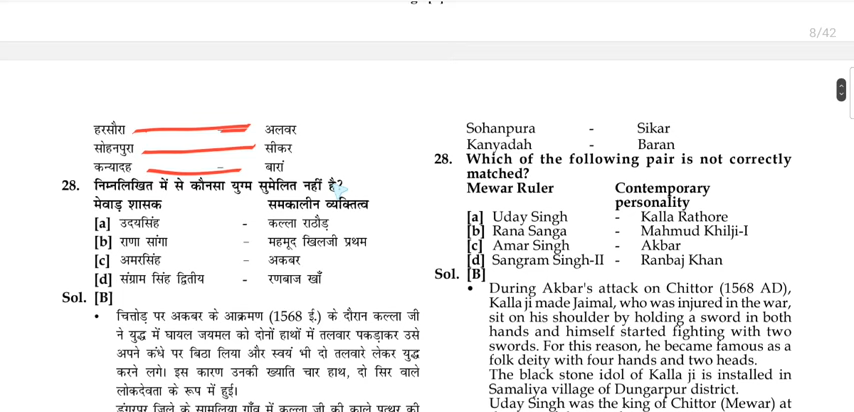 8/42
हरसौरा अलवर
सोहनपुरा सीकर
कन्यादह - बारां
28. निम्नलिखित में से कौनसा युग्म सुमेलित नहीं है?
मेवाड़ शासक समकालीन व्यक्तित्व
[a] उदयसिंह - कल्ला राठौड़
[b] राणा सांगा - महमूद खिलजी प्रथम
[c] अमरसिंह - अकबर
[d] संग्राम सिंह द्वितीय - रणबाज खाँ
Sol. [B]
• चित्तोड़ पर अकबर के आक्रमण (1568 ई.) के दौरान कल्ला जी
ने युद्ध में घायल जयमल को दोनों हाथों में तलवार पकड़ाकर उसे
अपने कंधे पर बिठा लिया और स्वयं भी दो तलवारे लेकर युद्ध
करने लगे। इस कारण उनकी ख्याति चार हाथ, दो सिर वाले
लोकदेवता के रूप में हुई।
डूंगरपुर जिले के सामलिया गाँव में कल्ला जी की काले पत्थर की
Sohanpura - Sikar
Kanyadah - Baran
28. Which of the following pair is not correctly
matched?
Mewar Ruler Contemporary
personality
[a] Uday Singh - Kalla Rathore
[b] Rana Sanga - Mahmud Khilji-I
[c] Amar Singh - Akbar
[d] Sangram Singh-II - Ranbaj Khan
Sol. [B]
• During Akbar's attack on Chittor (1568 AD),
Kalla ji made Jaimal, who was injured in the war,
sit on his shoulder by holding a sword in both
hands and himself started fighting with two
swords. For this reason, he became famous as a
folk deity with four hands and two heads.
The black stone idol of Kalla ji is installed in
Samaliya village of Dungarpur district.
Uday Singh was the king of Chittor (Mewar) at